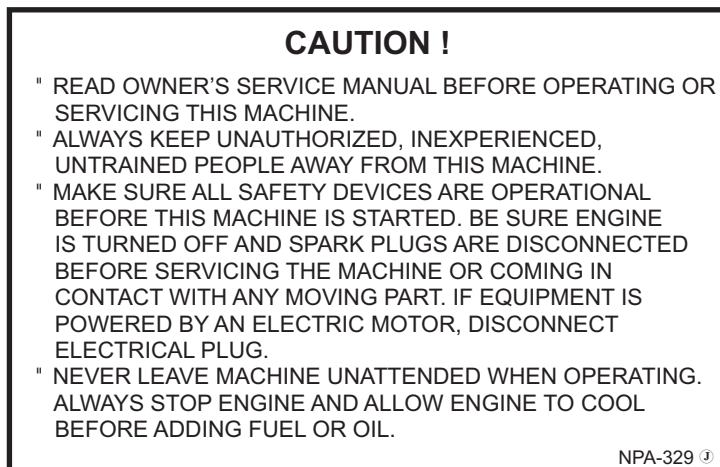 CAUTION !
" READ OWNER'S SERVICE MANUAL BEFORE OPERATING OR
SERVICING THIS MACHINE.
" ALWAYS KEEP UNAUTHORIZED, INEXPERIENCED,
UNTRAINED PEOPLE AWAY FROM THIS MACHINE.
" MAKE SURE ALL SAFETY DEVICES ARE OPERATIONAL
BEFORE THIS MACHINE IS STARTED. BE SURE ENGINE
IS TURNED OFF AND SPARK PLUGS ARE DISCONNECTED
BEFORE SERVICING THE MACHINE OR COMING IN
CONTACT WITH ANY MOVING PART. IF EQUIPMENT IS
POWERED BY AN ELECTRIC MOTOR, DISCONNECT
ELECTRICAL PLUG.
" NEVER LEAVE MACHINE UNATTENDED WHEN OPERATING.
ALWAYS STOP ENGINE AND ALLOW ENGINE TO COOL
BEFORE ADDING FUEL OR OIL.
NPA-329 Ⓙ